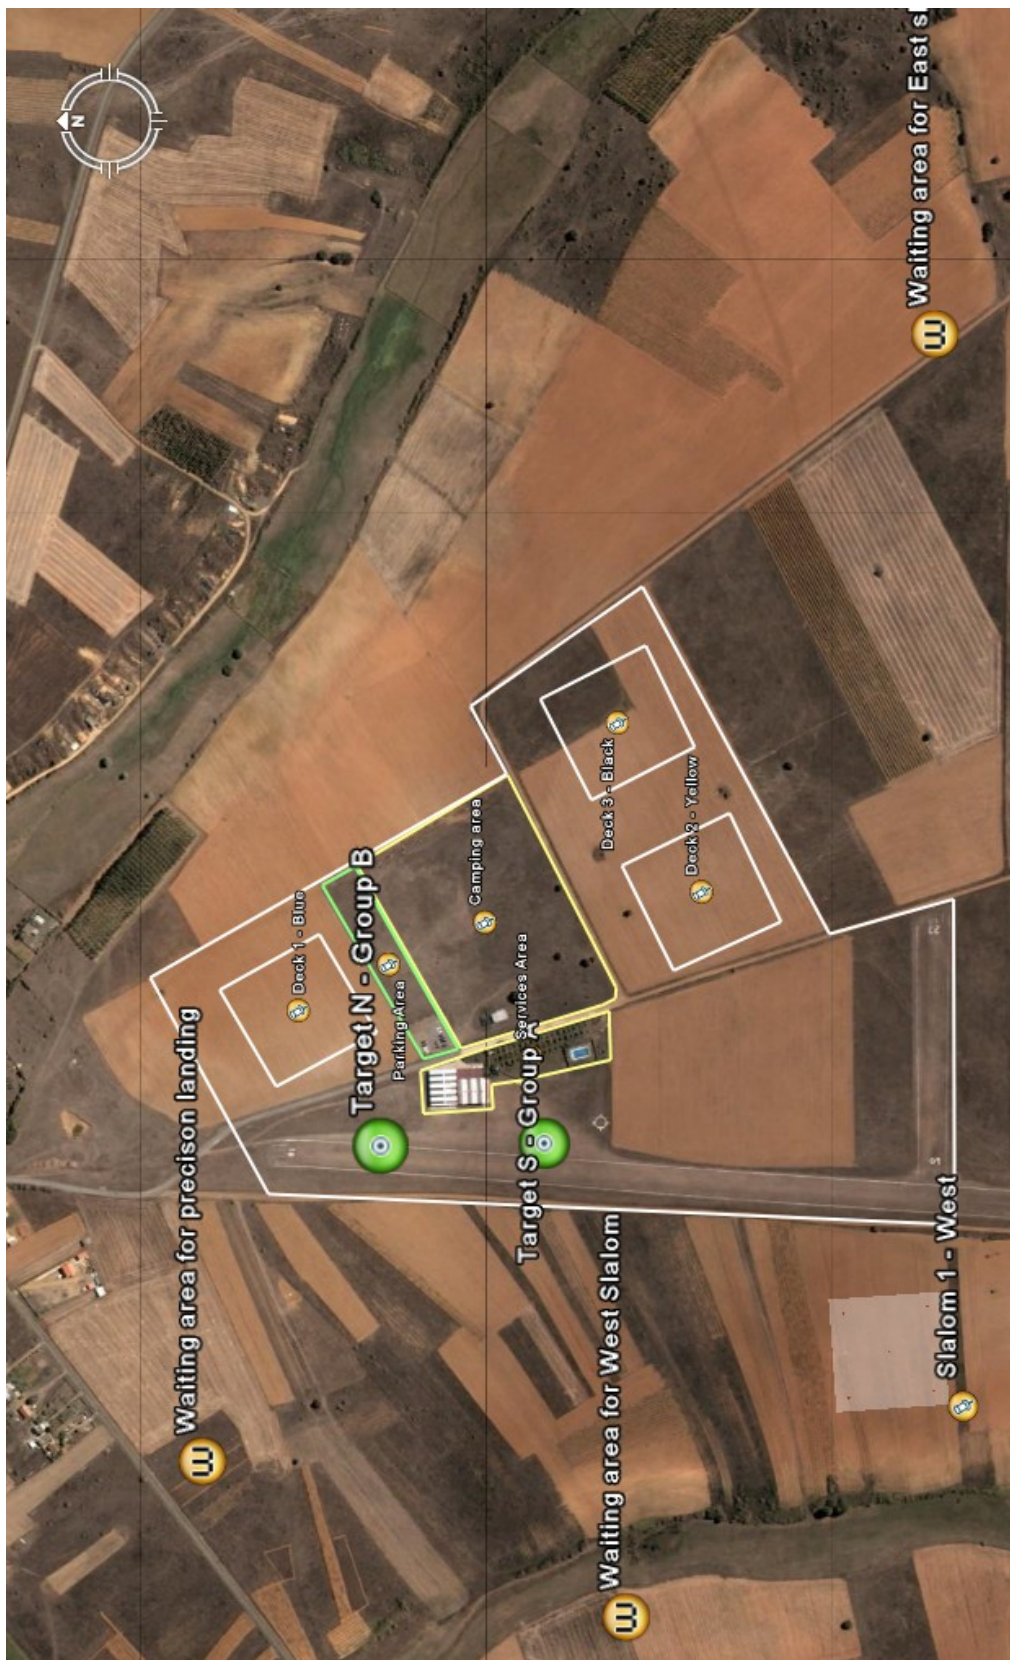 N
W Waiting area for precison landing
Deck 1 - Blue
Target N - Group B
Parking Area
Camping area
Services Area
Target S - Group A
Deck 3 - Black
W Waiting area for West Slalom
Deck 2 - Yellow
W Waiting area for East
Slalom 1 - West